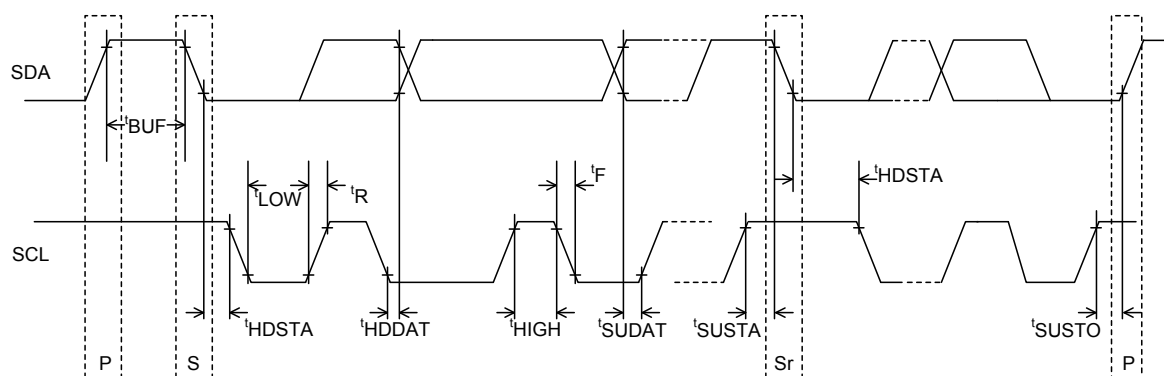 SDA
tBUF
tLOW
tR
tF
tHDSTA
SCL
tHDSTA
tHDDAT
tHIGH
tSUDAT
tSUSTA
tSUSTO
P
S
Sr
P